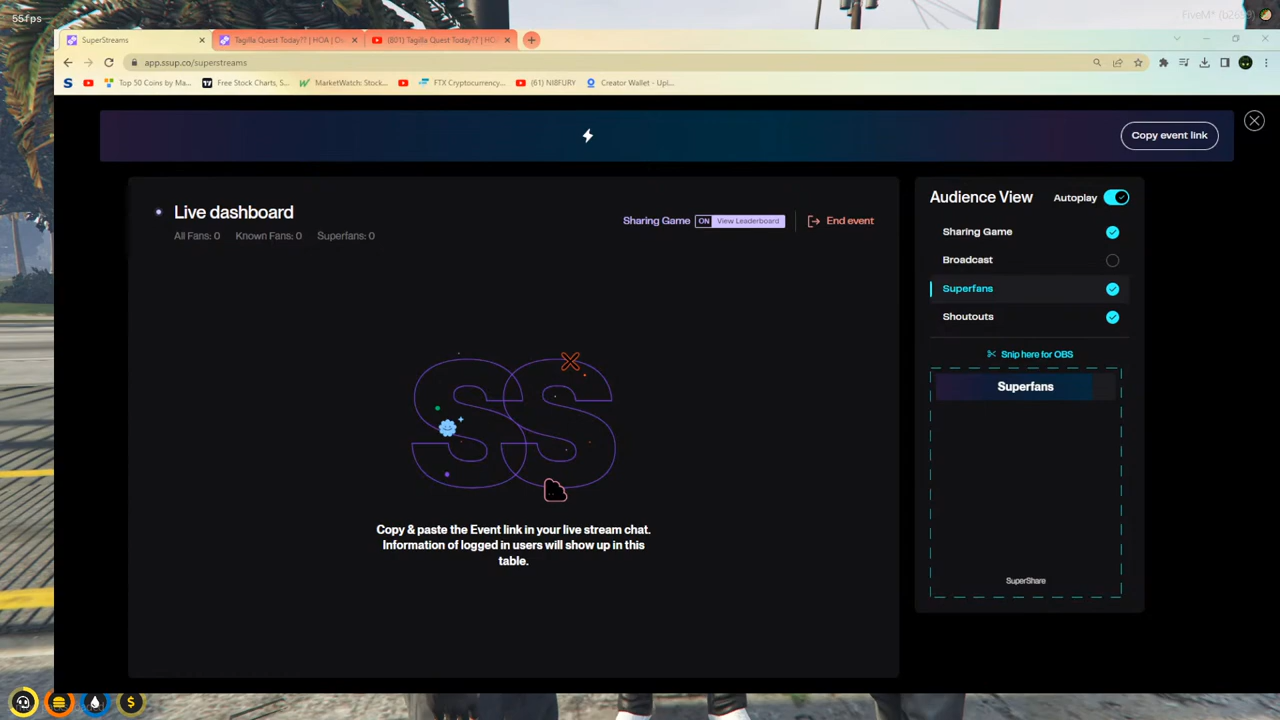 55fps
FiveM* (b26
SuperStreams
Tagilla Quest Today?? | HOA | D
(801) Tagilla Quest Today?? | HO
app.ssup.co/superstreams
Top 50 Coins by Ma...
Free Stock Charts, S...
MarketWatch: Stock...
FTX Cryptocurrency...
(61) NI8FURY
Creator Wallet - Upl...
Copy event link
Live dashboard
All Fans: 0 Known Fans: 0 Superfans: 0
Sharing Game ON View Leaderboard
End event
SS
Copy & paste the Event link in your live stream chat.
Information of logged in users will show up in this
table.
Audience View Autoplay
Sharing Game
Broadcast
Superfans
Shoutouts
Snip here for OBS
Superfans
SuperShare